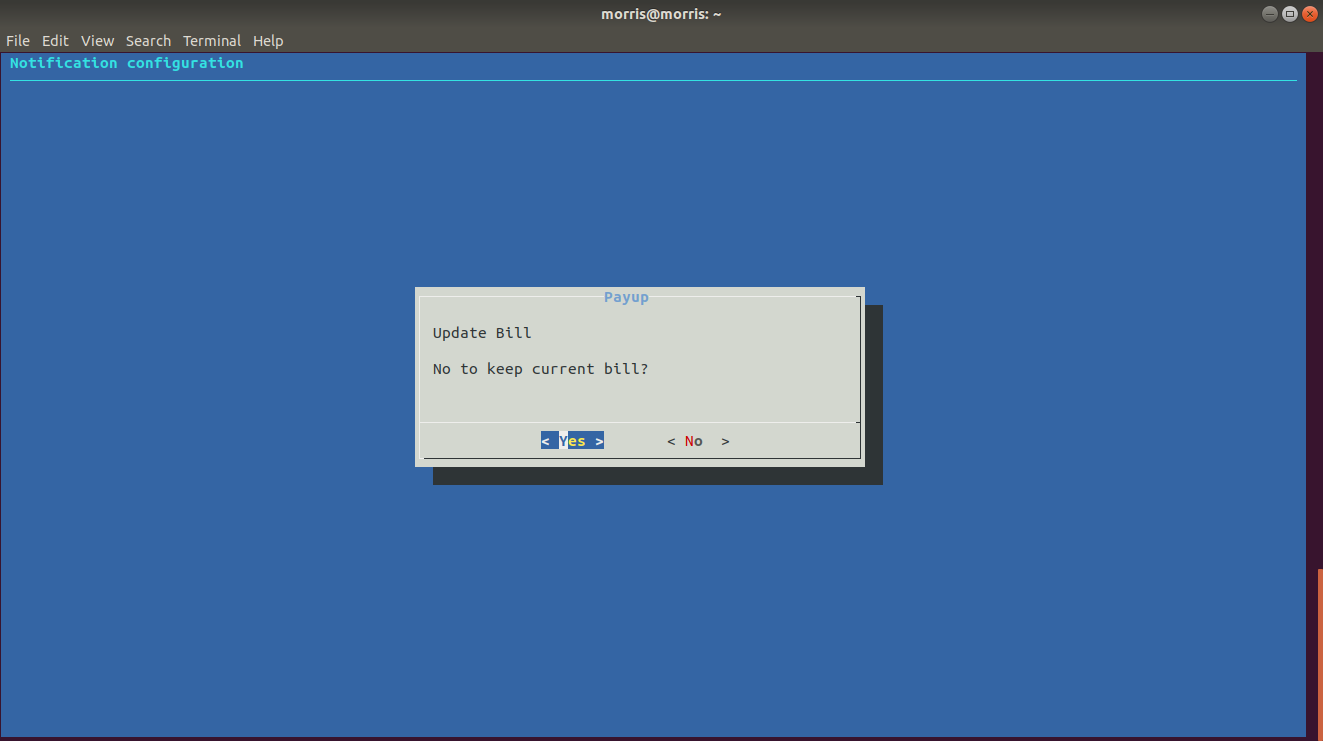 morris@morris: ~
File Edit View Search Terminal Help
Notification configuration
Payup
Update Bill
No to keep current bill?
< Yes > < No >